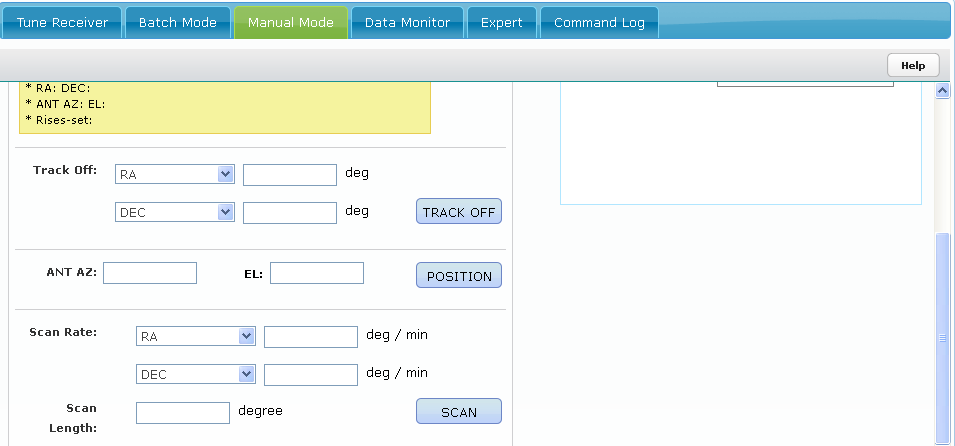 Tune Receiver Batch Mode Manual Mode Data Monitor Expert Command Log
Help
* RA: DEC:
* ANT AZ: EL:
* Rises-set:
Track Off: RA deg
DEC deg TRACK OFF
ANT AZ: EL: POSITION
Scan Rate: RA deg / min
DEC deg / min
Scan
Length: degree SCAN